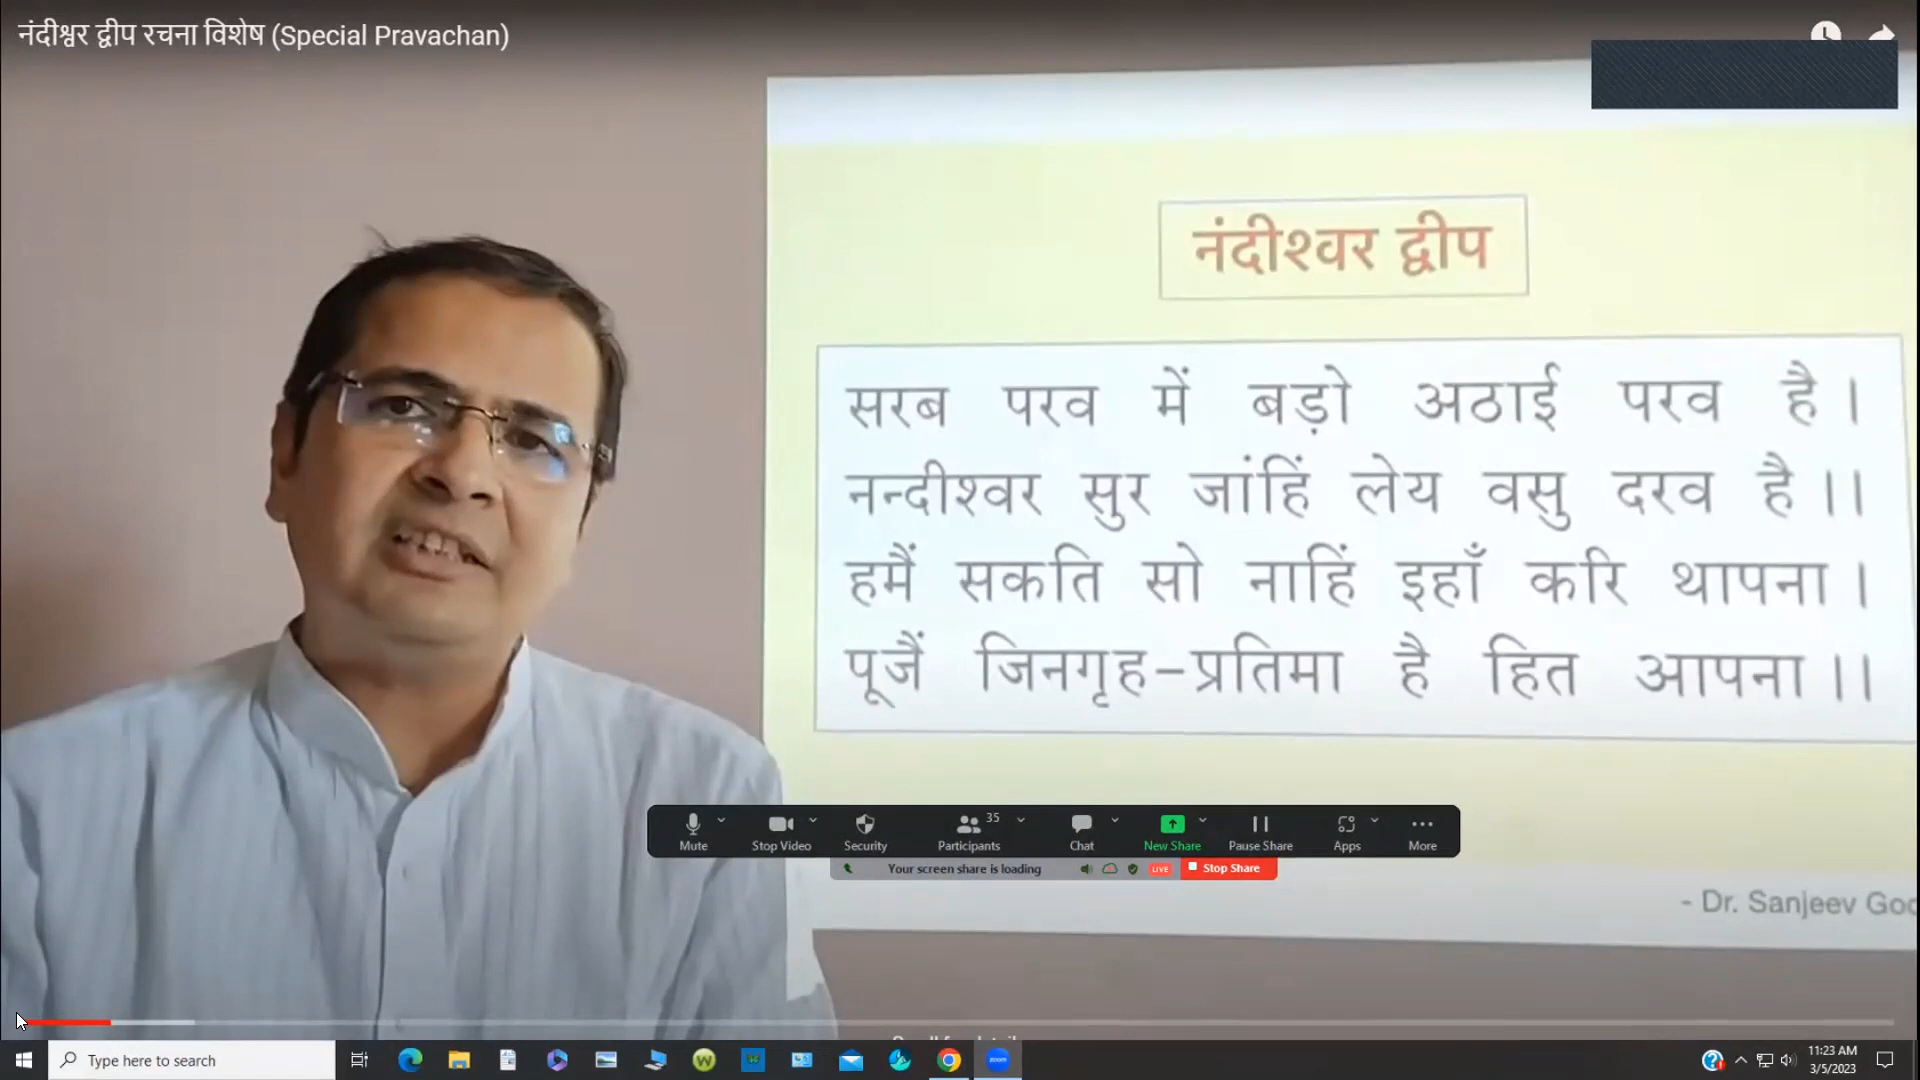 नंदीश्वर द्वीप रचना विशेष (Special Pravachan)
नंदीश्वर द्वीप
सरब परव में बड़ो अठाई परव है।
नन्दीश्वर सुर जांहिं लेय वसु दरव है।।
हमैं सकति सो नाहिं इहाँ करि थापना।
पूजैं जिनगृह-प्रतिमा है हित आपना।।
- Dr. Sanjeev
35
Mute Stop Video Security Participants Chat New Share Pause Share Apps More
Your screen share is loading LIVE Stop Share
Type here to search
zoom
11:23 AM
3/5/2023